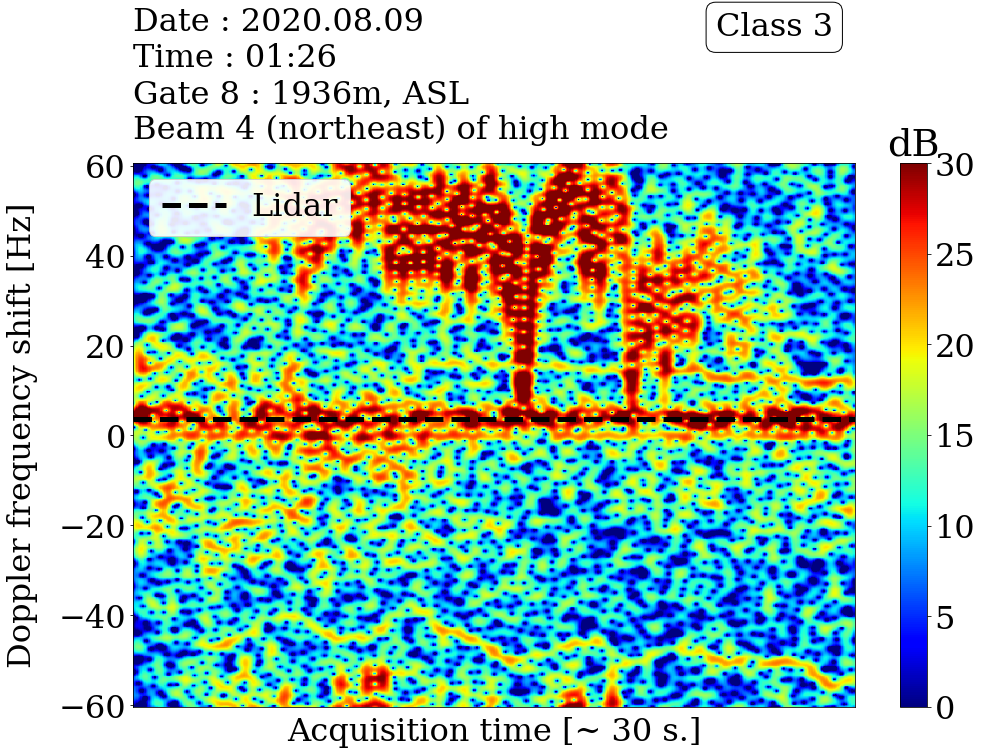 Date : 2020.08.09
Time : 01:26
Gate 8 : 1936m, ASL
Beam 4 (northeast) of high mode
Class 3
dB
Lidar
Doppler frequency shift [Hz]
60
40
20
0
−20
−40
−60
Acquisition time [~ 30 s.]
30
25
20
15
10
5
0